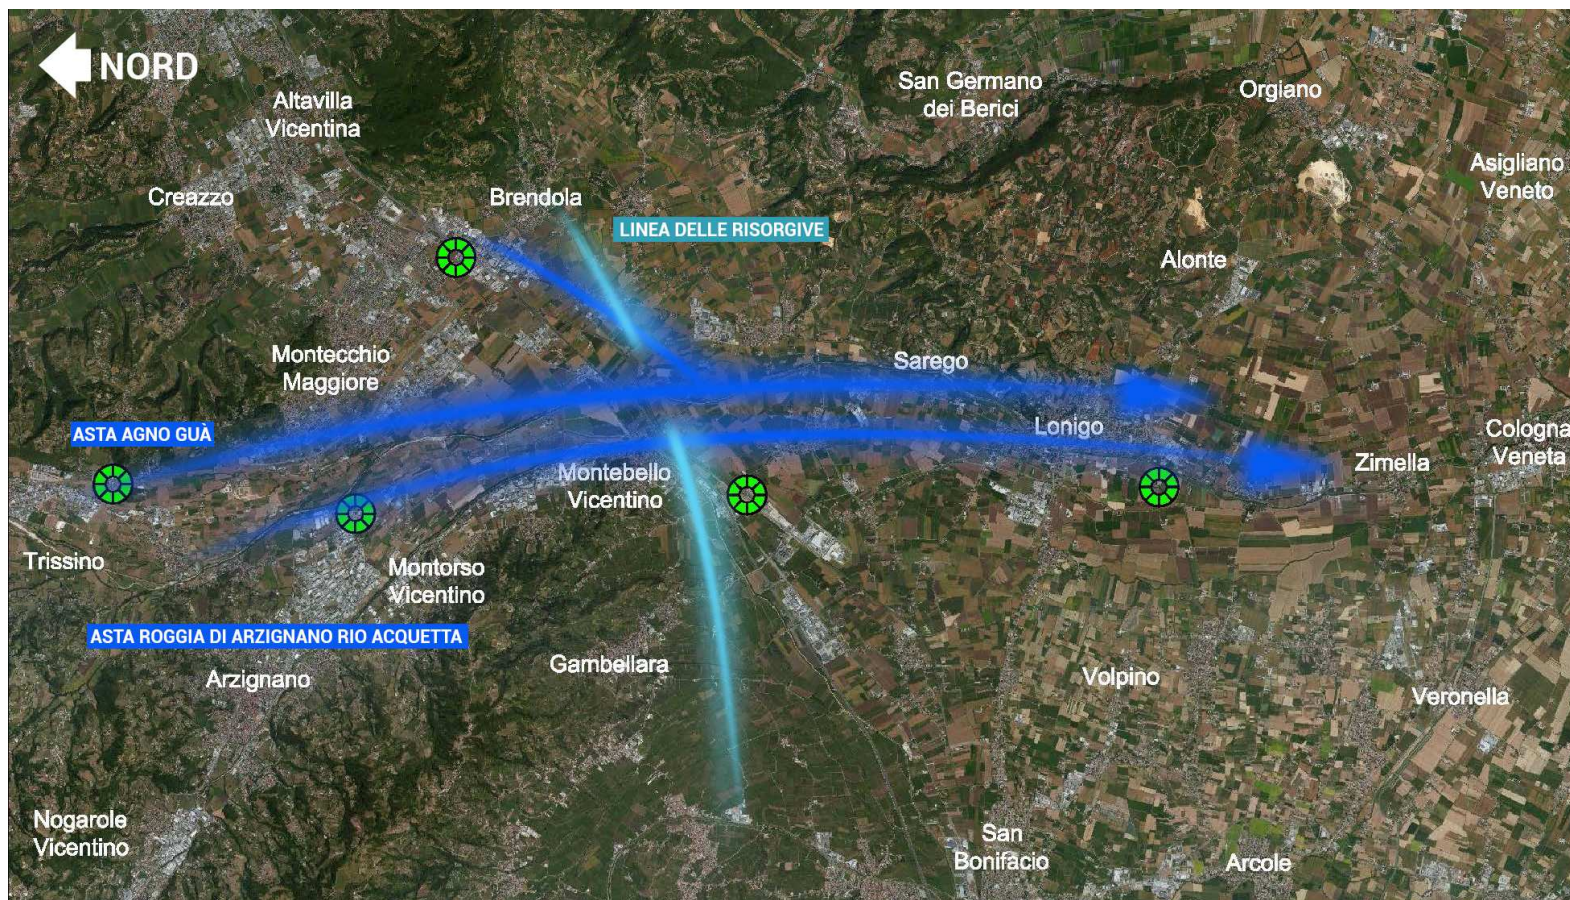 NORD
San Germano
dei Berici
Orgiano
Altavilla
Vicentina
Asigliano
Veneto
Creazzo
Brendola
LINEA DELLE RISORGIVE
Alonte
Montecchio
Maggiore
Sarego
ASTA AGNO GUÀ
Lonigo
Cologna
Veneta
Zimella
Montebello
Vicentino
Trissino
Montorso
Vicentino
ASTA ROGGIA DI ARZIGNANO RIO ACQUETTA
Arzignano
Gambellara
Volpino
Veronella
Nogarole
Vicentino
San
Bonifacio
Arcole